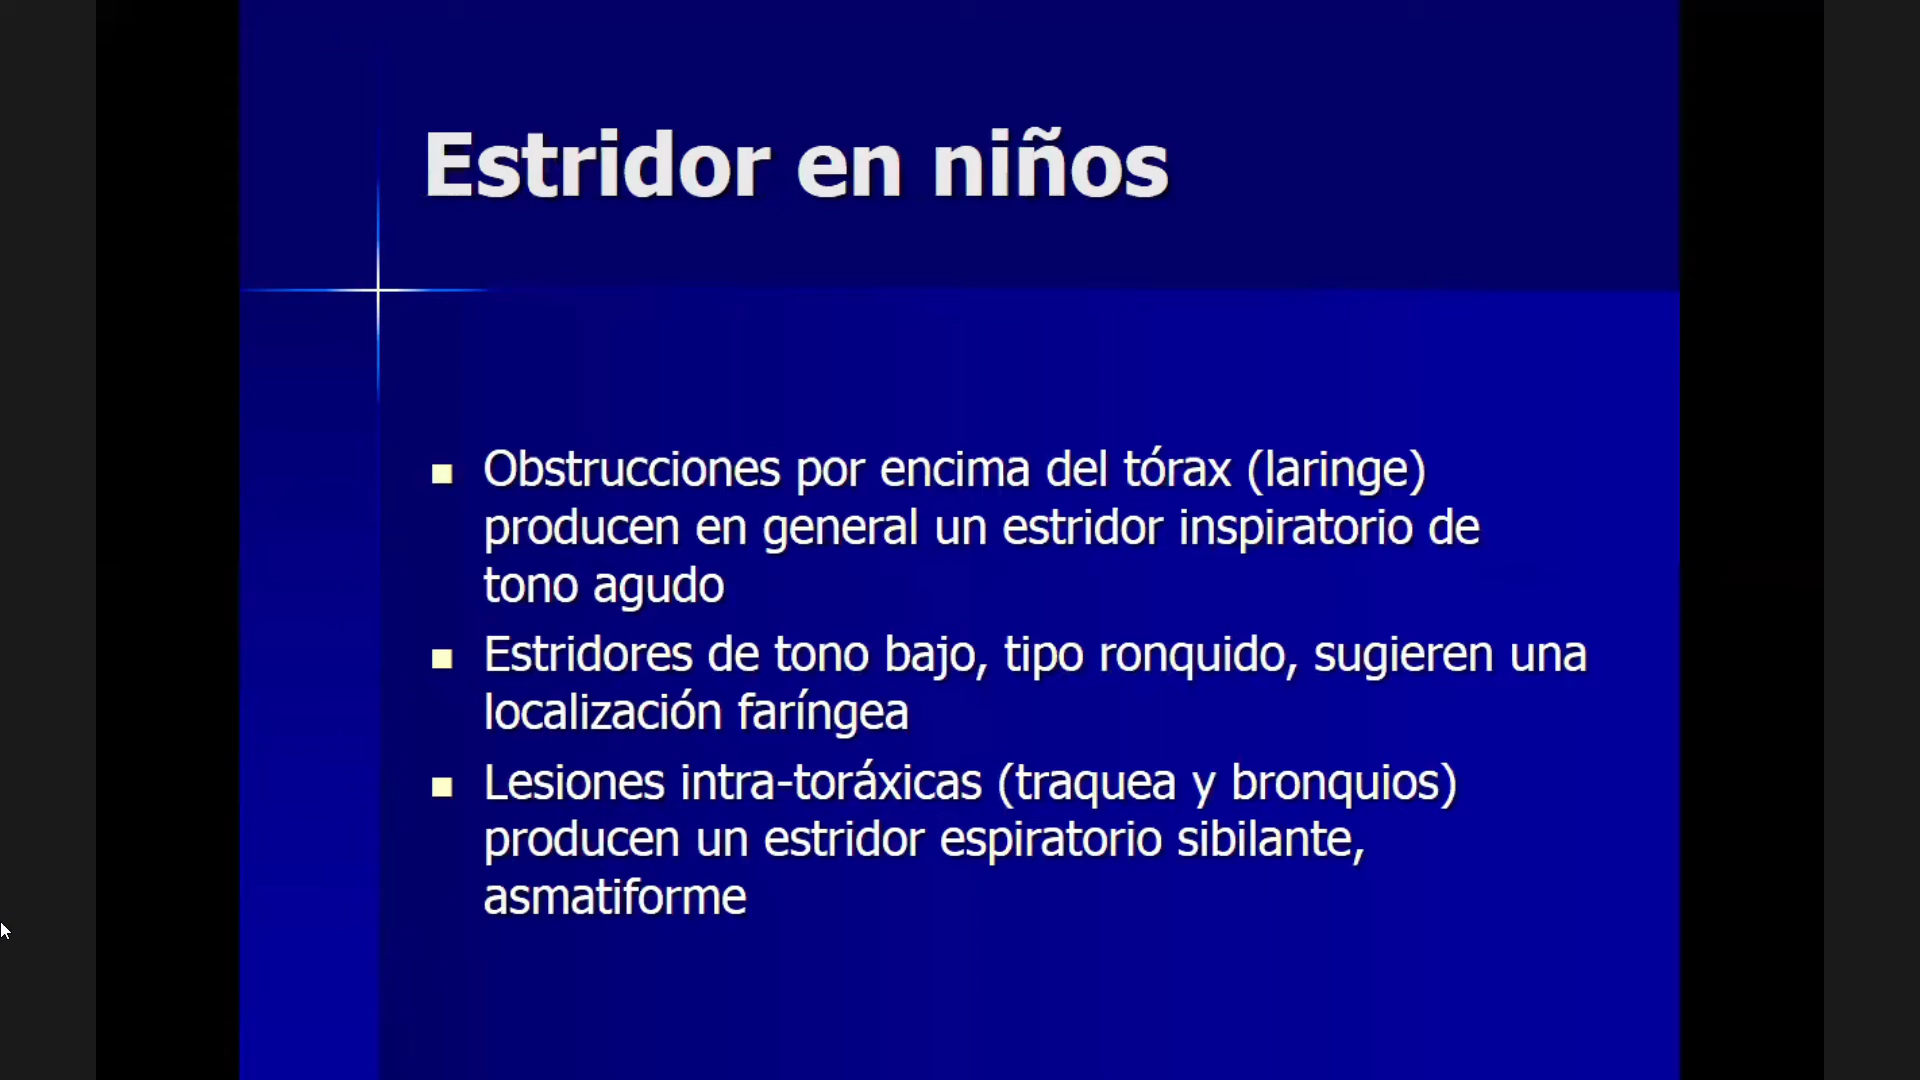 Estridor en niños
Obstrucciones por encima del tórax (laringe)
producen en general un estridor inspiratorio de
tono agudo
Estridores de tono bajo, tipo ronquido, sugieren una
localización faríngea
Lesiones intra-toráxicas (traquea y bronquios)
producen un estridor espiratorio sibilante,
asmatiforme